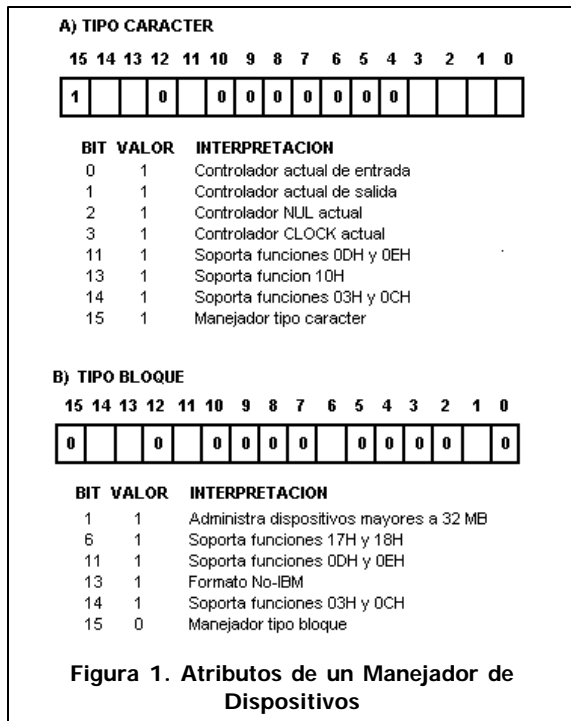 A) TIPO CARACTER
15 14 13 12 11 10 9 8 7 6 5 4 3 2 1 0
1 0 0 0 0 0 0 0 0
BIT VALOR INTERPRETACION
0 1 Controlador actual de entrada
1 1 Controlador actual de salida
2 1 Controlador NUL actual
3 1 Controlador CLOCK actual
11 1 Soporta funciones 0DH y 0EH
13 1 Soporta funcion 10H
14 1 Soporta funciones 03H y 0CH
15 1 Manejador tipo caracter
B) TIPO BLOQUE
15 14 13 12 11 10 9 8 7 6 5 4 3 2 1 0
0 0 0 0 0 0 0 0 0 0 0
BIT VALOR INTERPRETACION
1 1 Administra dispositivos mayores a 32 MB
6 1 Soporta funciones 17H y 18H
11 1 Soporta funciones 0DH y 0EH
13 1 Formato No-IBM
14 1 Soporta funciones 03H y 0CH
15 0 Manejador tipo bloque
Figura 1. Atributos de un Manejador de
Dispositivos